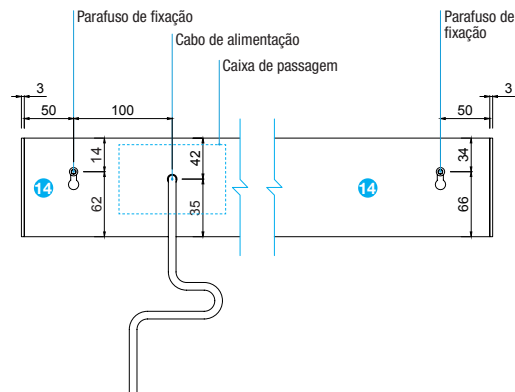 Parafuso de fixação
Parafuso de
fixação
Cabo de alimentação
Caixa de passagem
3
3
50
100
50
14
42
34
14
14
62
35
66